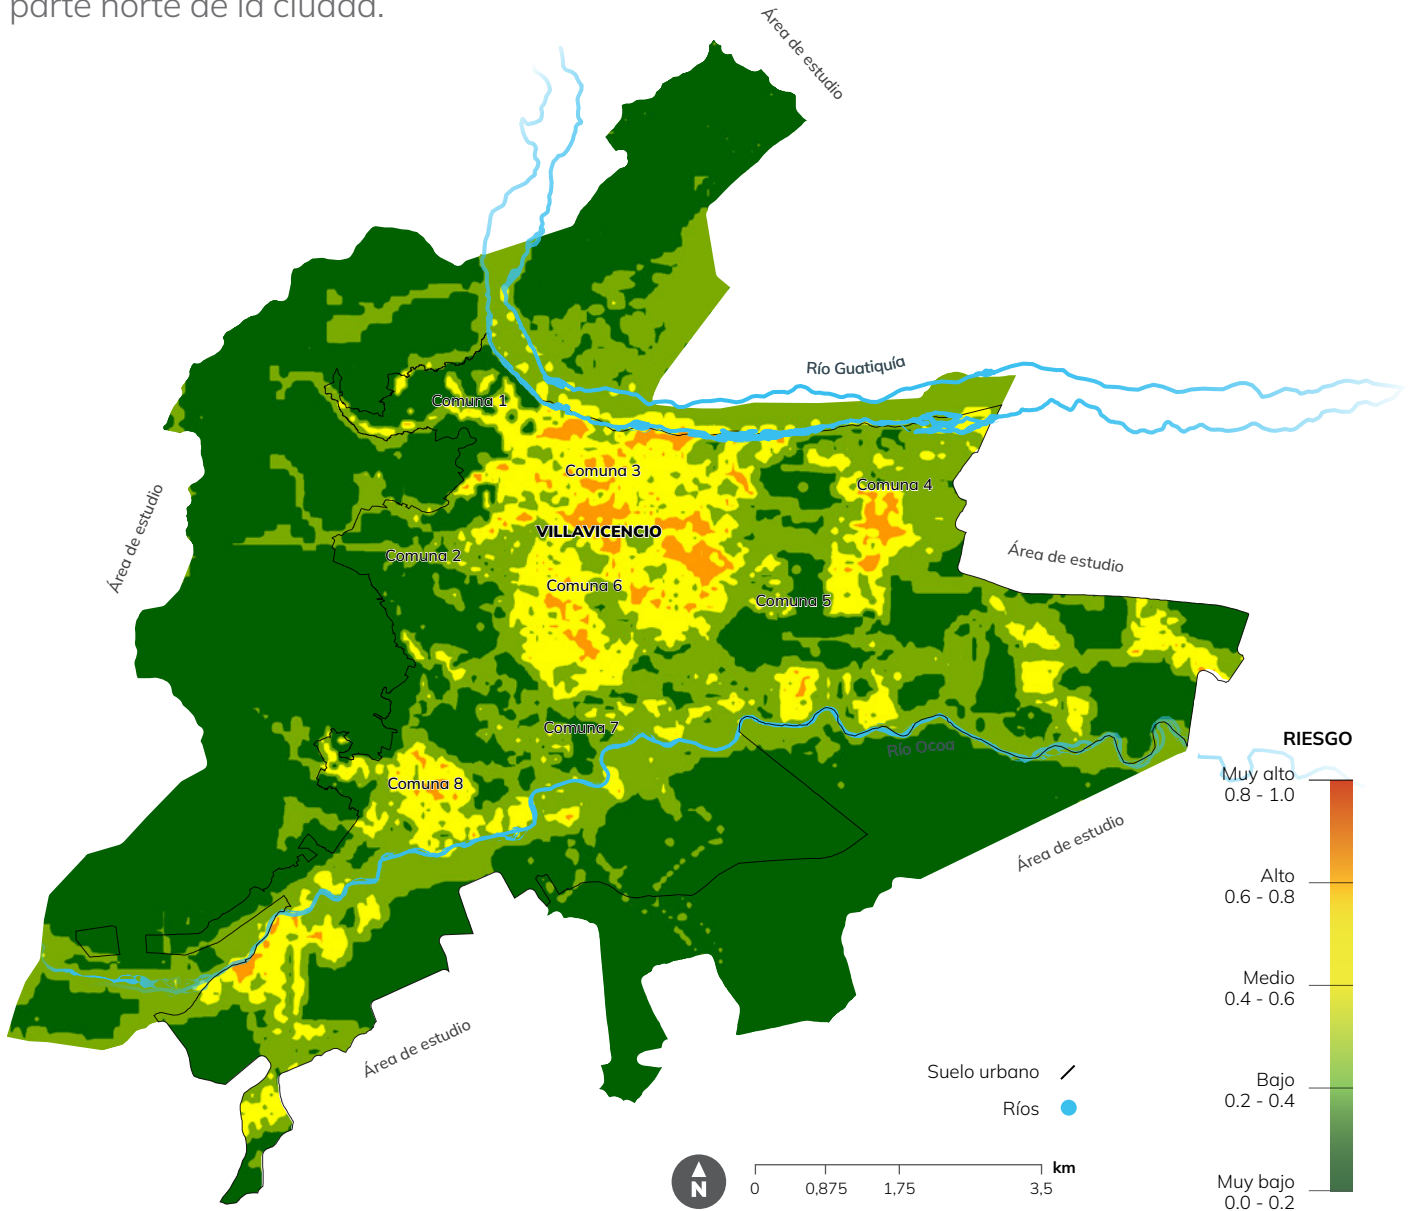 parte norte de la ciudad.
Área de estudio
Río Guatiquía
Comuna 1
Comuna 3
Comuna 4
VILLAVICENCIO
Área de estudio
Comuna 2
Área de estudio
Comuna 6
Comuna 5
Comuna 7
Río Ocoa
RIESGO
Comuna 8
Muy alto
0.8 - 1.0
Área de estudio
Alto
0.6 - 0.8
Medio
0.4 - 0.6
Área de estudio
Suelo urbano
Bajo
0.2 - 0.4
Ríos
N
km
0 0,875 1,75 3,5
Muy bajo
0.0 - 0.2